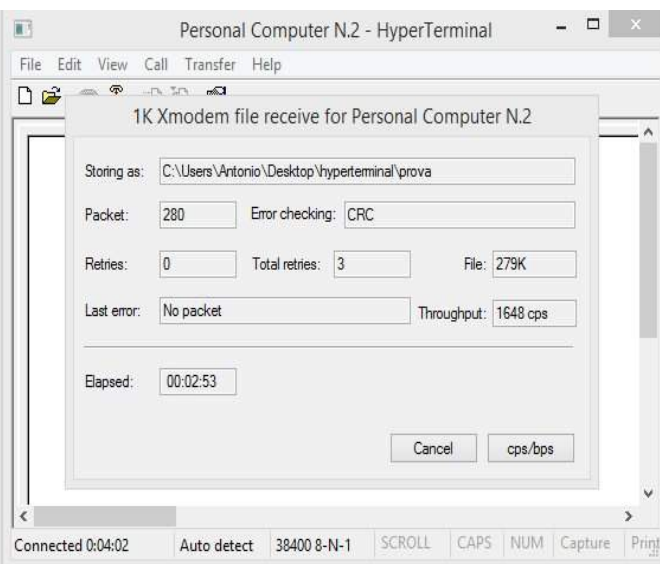 Personal Computer N.2 - HyperTerminal
File Edit View Call Transfer Help
1K Xmodem file receive for Personal Computer N.2
Storing as: C:\Users\Antonio\Desktop\hyperterminal\prova
Packet: 280 Error checking: CRC
Retries: 0 Total retries: 3 File: 279K
Last error: No packet Throughput: 1648 cps
Elapsed: 00:02:53
Cancel cps/bps
Connected 0:04:02 Auto detect 38400 8-N-1 SCROLL CAPS NUM Capture Print